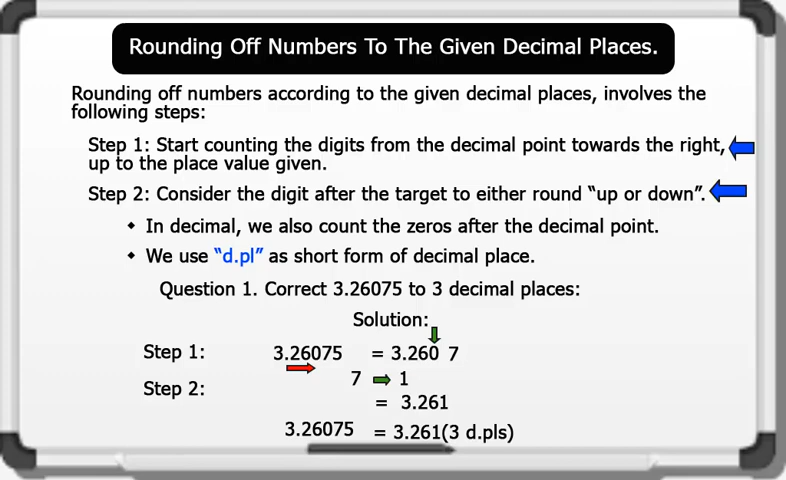 Rounding Off Numbers To The Given Decimal Places.
Rounding off numbers according to the given decimal places, involves the
following steps:
Step 1: Start counting the digits from the decimal point towards the right,
up to the place value given.
Step 2: Consider the digit after the target to either round “up or down”.
◆ In decimal, we also count the zeros after the decimal point.
◆ We use “d.pl” as short form of decimal place.
Question 1. Correct 3.26075 to 3 decimal places:
Solution:
Step 1: 3.26075 = 3.260 7
Step 2: 7 ⇨ 1
= 3.261
3.26075 = 3.261(3 d.pls)